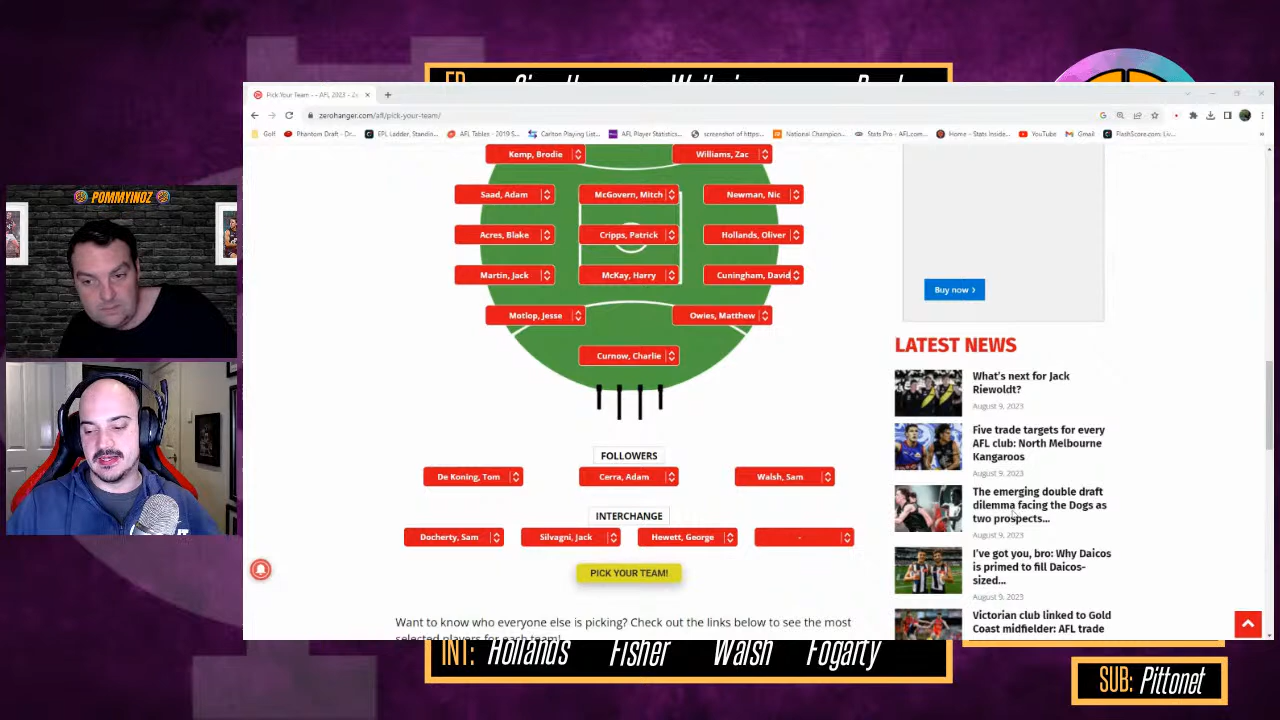 Pick Your Team - - AFL 2023 - Ze
zerohanger.com/afl/pick-your-team/
Golf
Phantom Draft - Dr...
EPL Ladder, Standin...
AFL Tables - 2019 S...
Carlton Playing List...
AFL Player Statistics...
screenshot of https:...
National Champion...
Stats Pro - AFL.com...
Home - Stats Inside...
YouTube
Gmail
FlashScore.com: Liv...
POMMYINOZ
Kemp, Brodie
Williams, Zac
Saad, Adam
McGovern, Mitch
Newman, Nic
Acres, Blake
Cripps, Patrick
Hollands, Oliver
Martin, Jack
McKay, Harry
Cuningham, David
Motlop, Jesse
Owies, Matthew
Curnow, Charlie
FOLLOWERS
De Koning, Tom
Cerra, Adam
Walsh, Sam
INTERCHANGE
Docherty, Sam
Silvagni, Jack
Hewett, George
-
PICK YOUR TEAM!
Want to know who everyone else is picking? Check out the links below to see the most
selected players for each team!
Buy now >
LATEST NEWS
What's next for Jack
Riewoldt?
August 9, 2023
Five trade targets for every
AFL club: North Melbourne
Kangaroos
August 9, 2023
The emerging double draft
dilemma facing the Dogs as
two prospects...
August 9, 2023
I've got you, bro: Why Daicos
is primed to fill Daicos-
sized...
August 9, 2023
Victorian club linked to Gold
Coast midfielder: AFL trade
INT: Hollands Fisher Walsh Fogarty
SUB: Pittonet